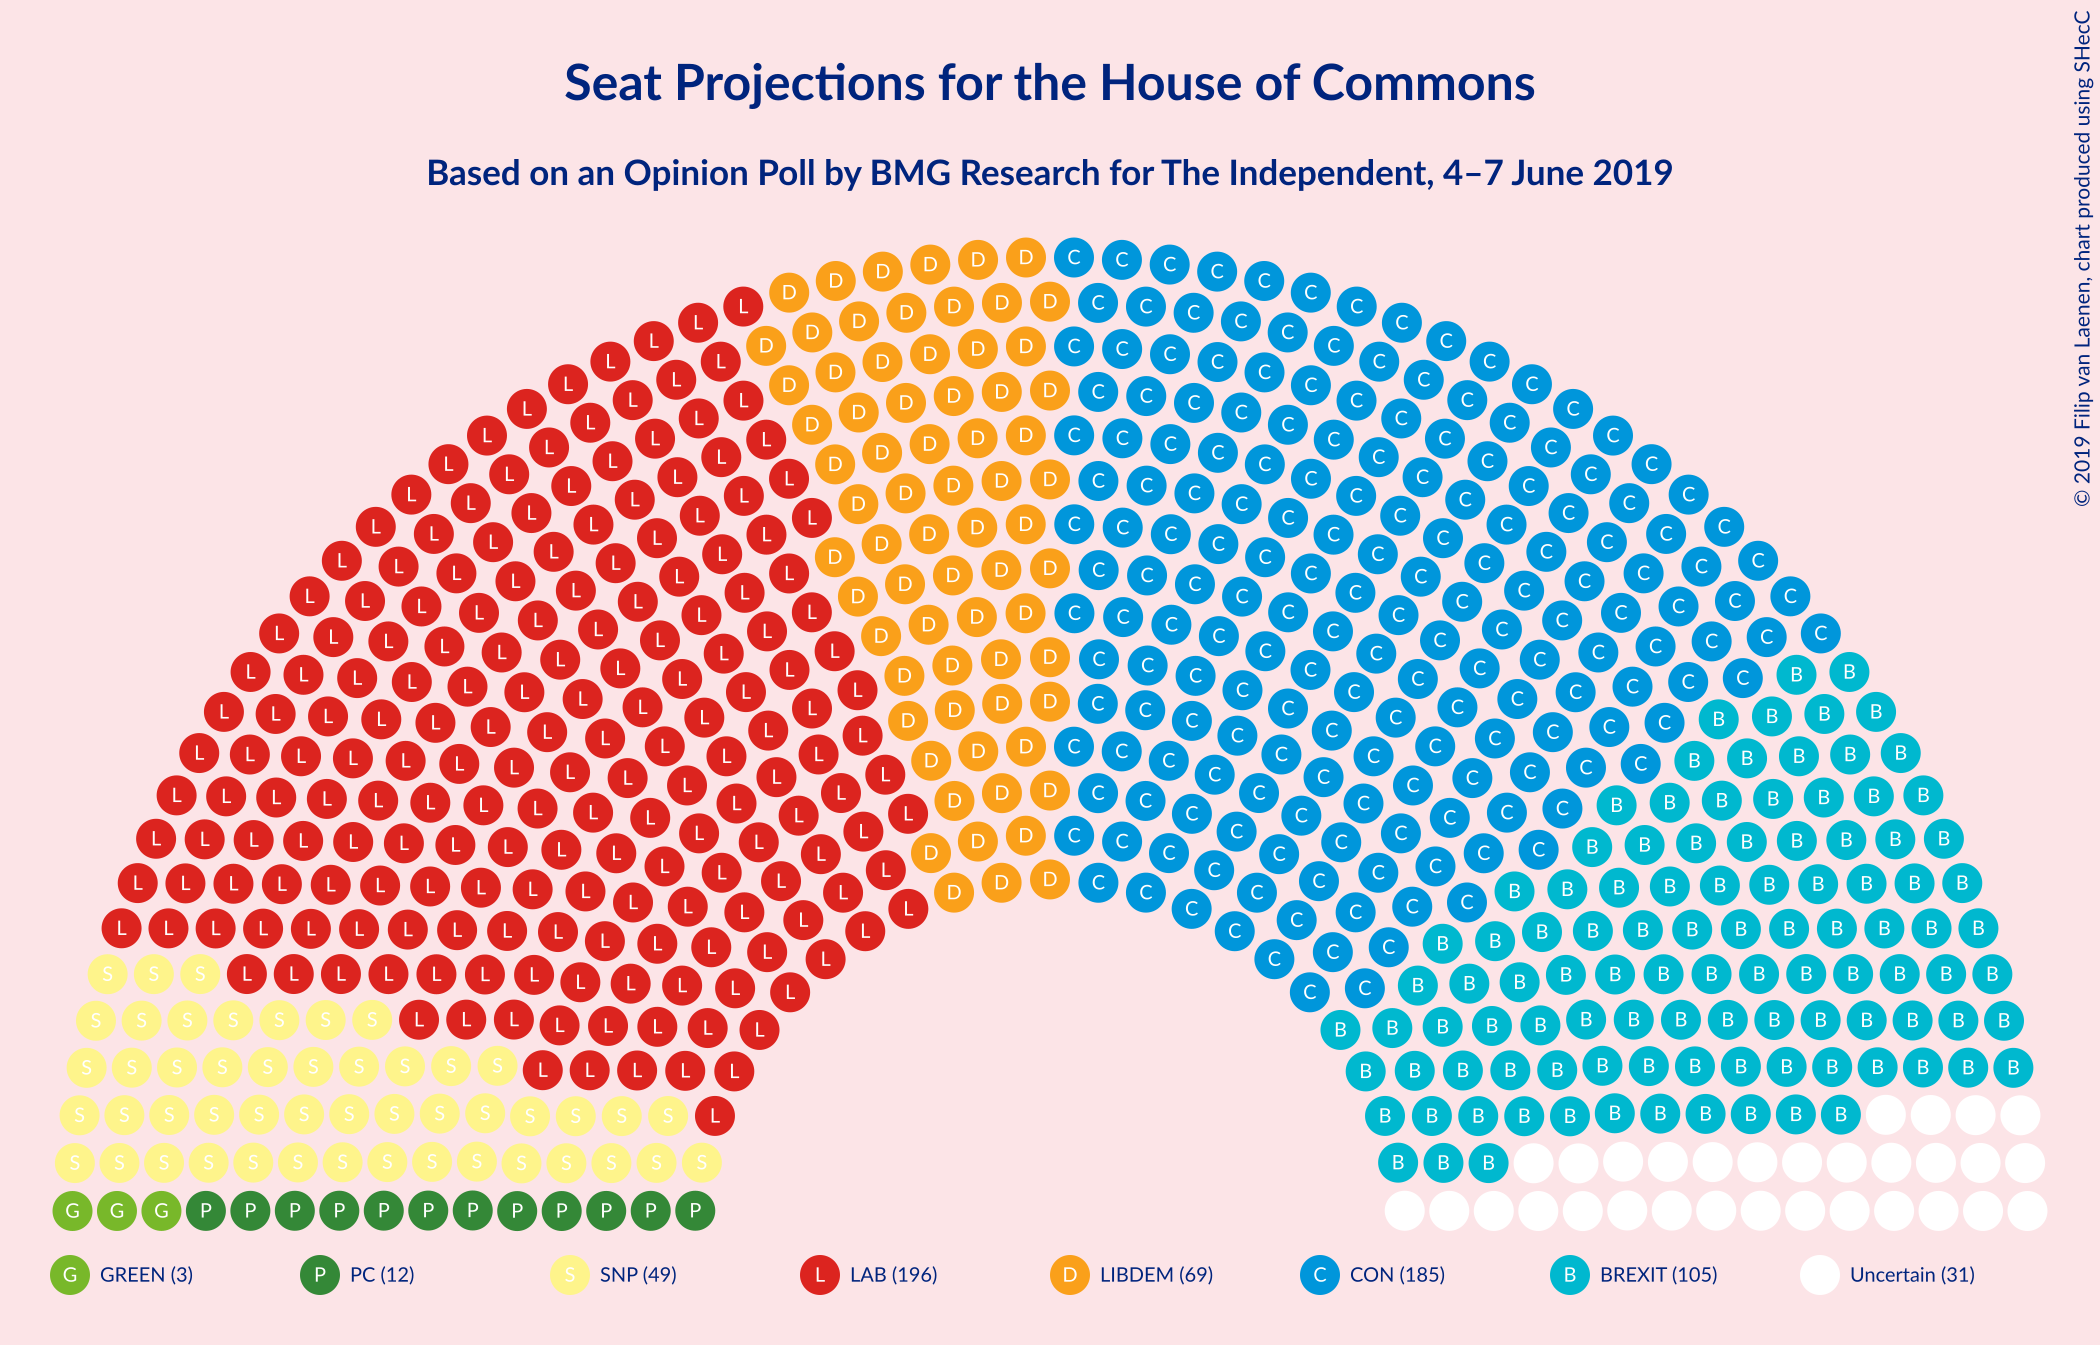 Seat Projections for the House of Commons
Based on an Opinion Poll by BMG Research for The Independent, 4–7 June 2019
© 2019 Filip van Laenen, chart produced using SHecC
G GREEN (3)
P PC (12)
S SNP (49)
L LAB (196)
D LIBDEM (69)
C CON (185)
B BREXIT (105)
Uncertain (31)